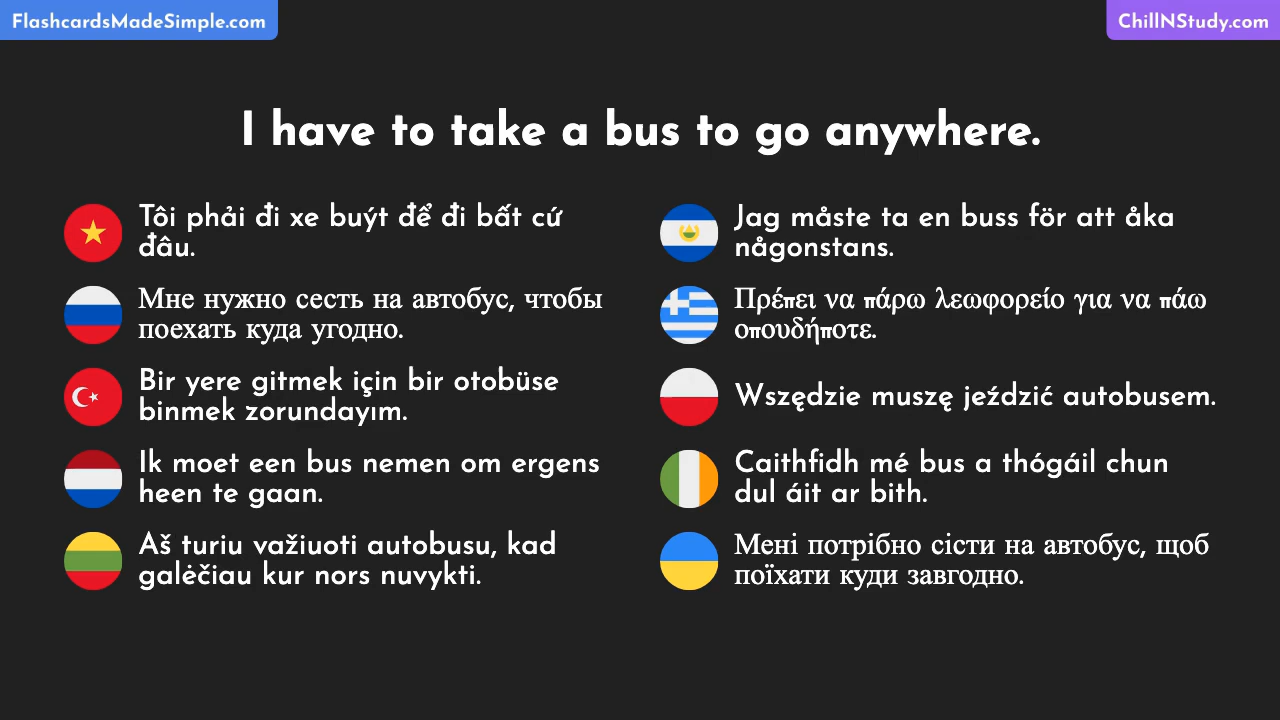 FlashcardsMadeSimple.com
ChillNStudy.com
I have to take a bus to go anywhere.
Tôi phải đi xe buýt để đi bất cứ
đâu.
Мне нужно сесть на автобус, чтобы
поехать куда угодно.
Bir yere gitmek için bir otobüse
binmek zorundayım.
Ik moet een bus nemen om ergens
heen te gaan.
Aš turiu važiuoti autobusu, kad
galėčiau kur nors nuvykti.
Jag måste ta en buss för att åka
någonstans.
Πρέπει να πάρω λεωφορείο για να πάω
οπουδήποτε.
Wszędzie muszę jeździć autobusem.
Caithfidh mé bus a thógáil chun
dul áit ar bith.
Мені потрібно сісти на автобус, щоб
поїхати куди завгодно.